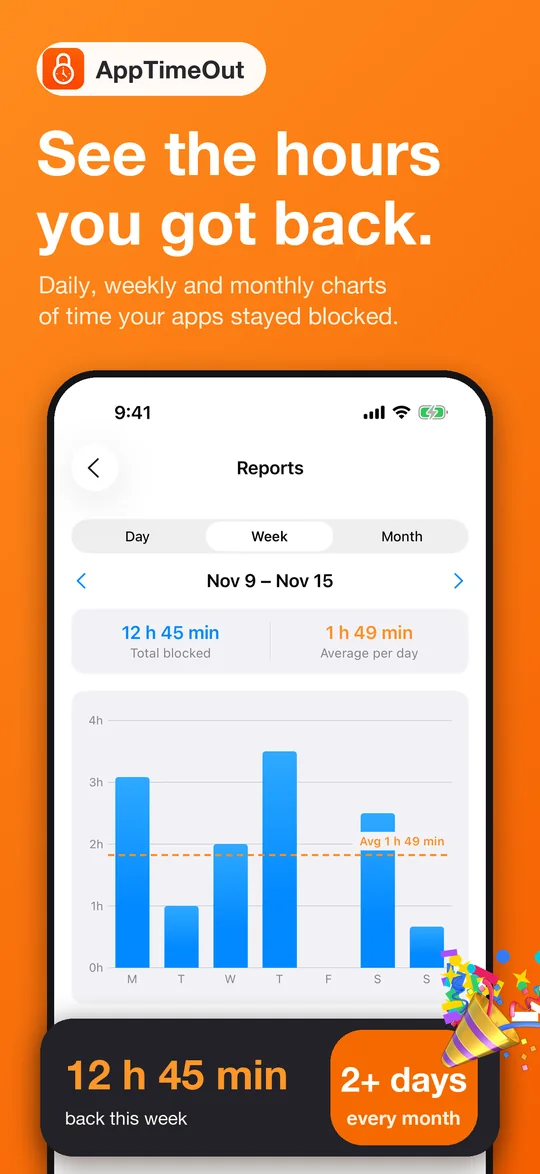 AppTimeOut
See the hours
you got back.
Daily, weekly and monthly charts
of time your apps stayed blocked.
9:41
Reports
Day Week Month
Nov 9 – Nov 15
12 h 45 min 1 h 49 min
Total blocked Average per day
4h
3h
2h
Avg 1 h 49 min
1h
0h
M T W T F S S
12 h 45 min
back this week
2+ days
every month